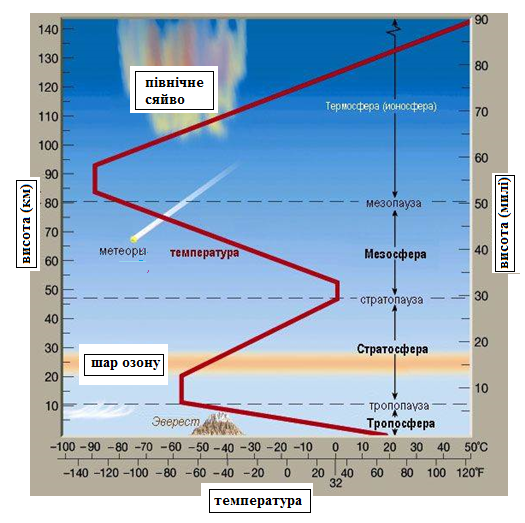 140
130
120
110
100
90
80
70
60
50
40
30
20
10
90
80
70
60
50
40
30
20
10
висота (км)
висота (милі)
північне
сяйво
Термосфера (ионосфера)
мезопауза
метеоры
температура
Мезосфера
стратопауза
Стратосфера
шар озону
тропопауза
Эверест
Тропосфера
-100 -90 -80 -70 -60 -50 -40 -30 -20 -10 0 10 20 30 40 50°C
-140 -120 -100 -80 -60 -40 -20 0 20 40 60 80 100 120°F
32
температура